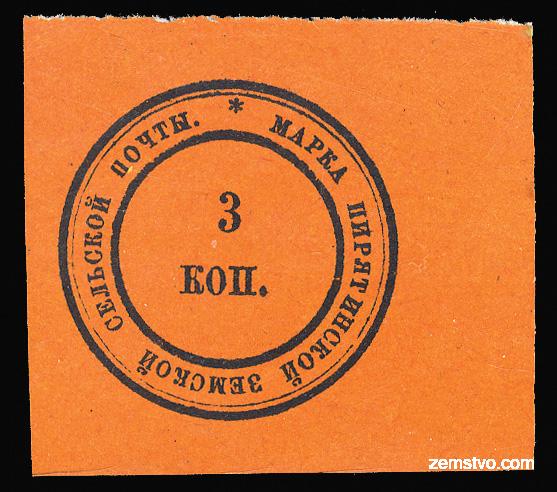 * МАРКА ПИРЯТИНСКОЙ ЗЕМСКОЙ СЕЛЬСКОЙ ПОЧТЫ.
3
КОП.
zemstvo.com